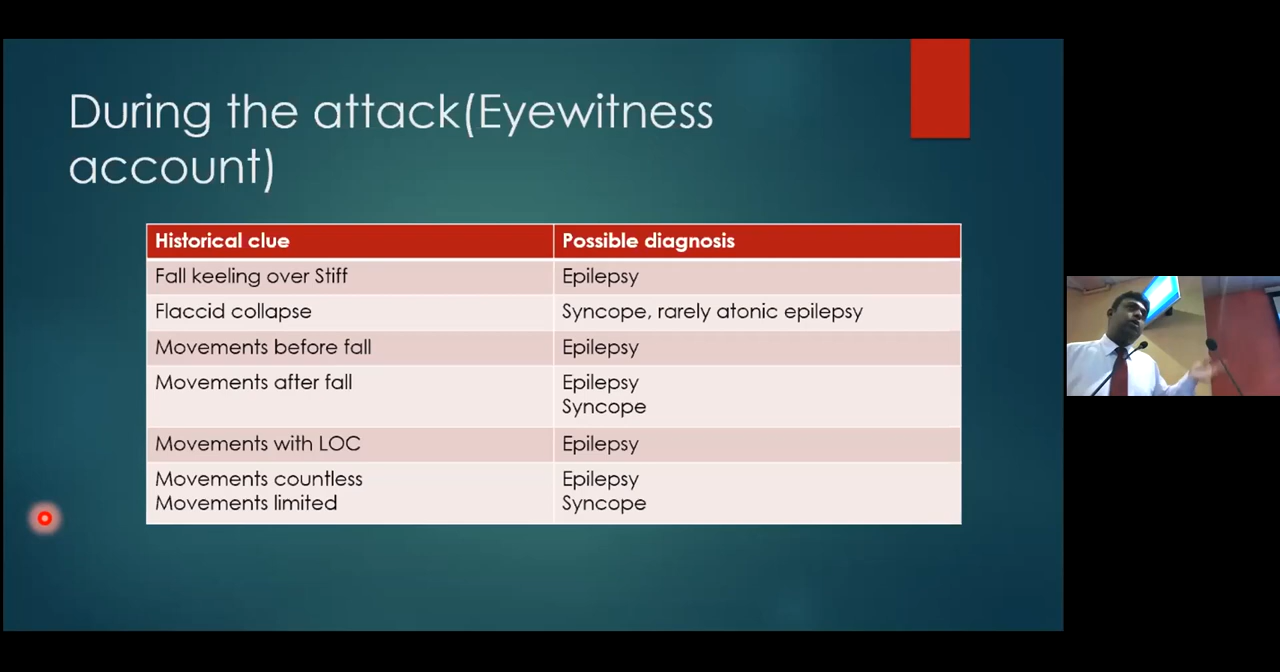 During the attack(Eyewitness
account)
Historical clue
Possible diagnosis
Fall keeling over Stiff
Epilepsy
Flaccid collapse
Syncope, rarely atonic epilepsy
Movements before fall
Epilepsy
Movements after fall
Epilepsy
Syncope
Movements with LOC
Epilepsy
Movements countless
Movements limited
Epilepsy
Syncope